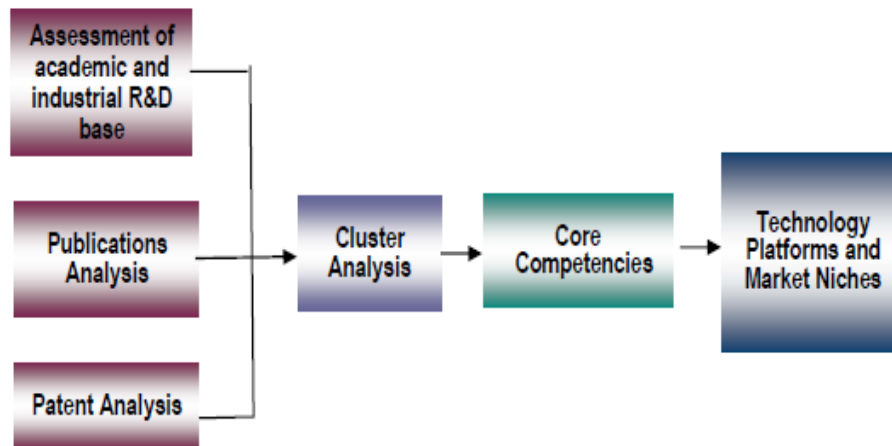 Assessment of
academic and
industrial R&D
base
Publications
Analysis
Patent Analysis
Cluster
Analysis
Core
Competencies
Technology
Platforms and
Market Niches